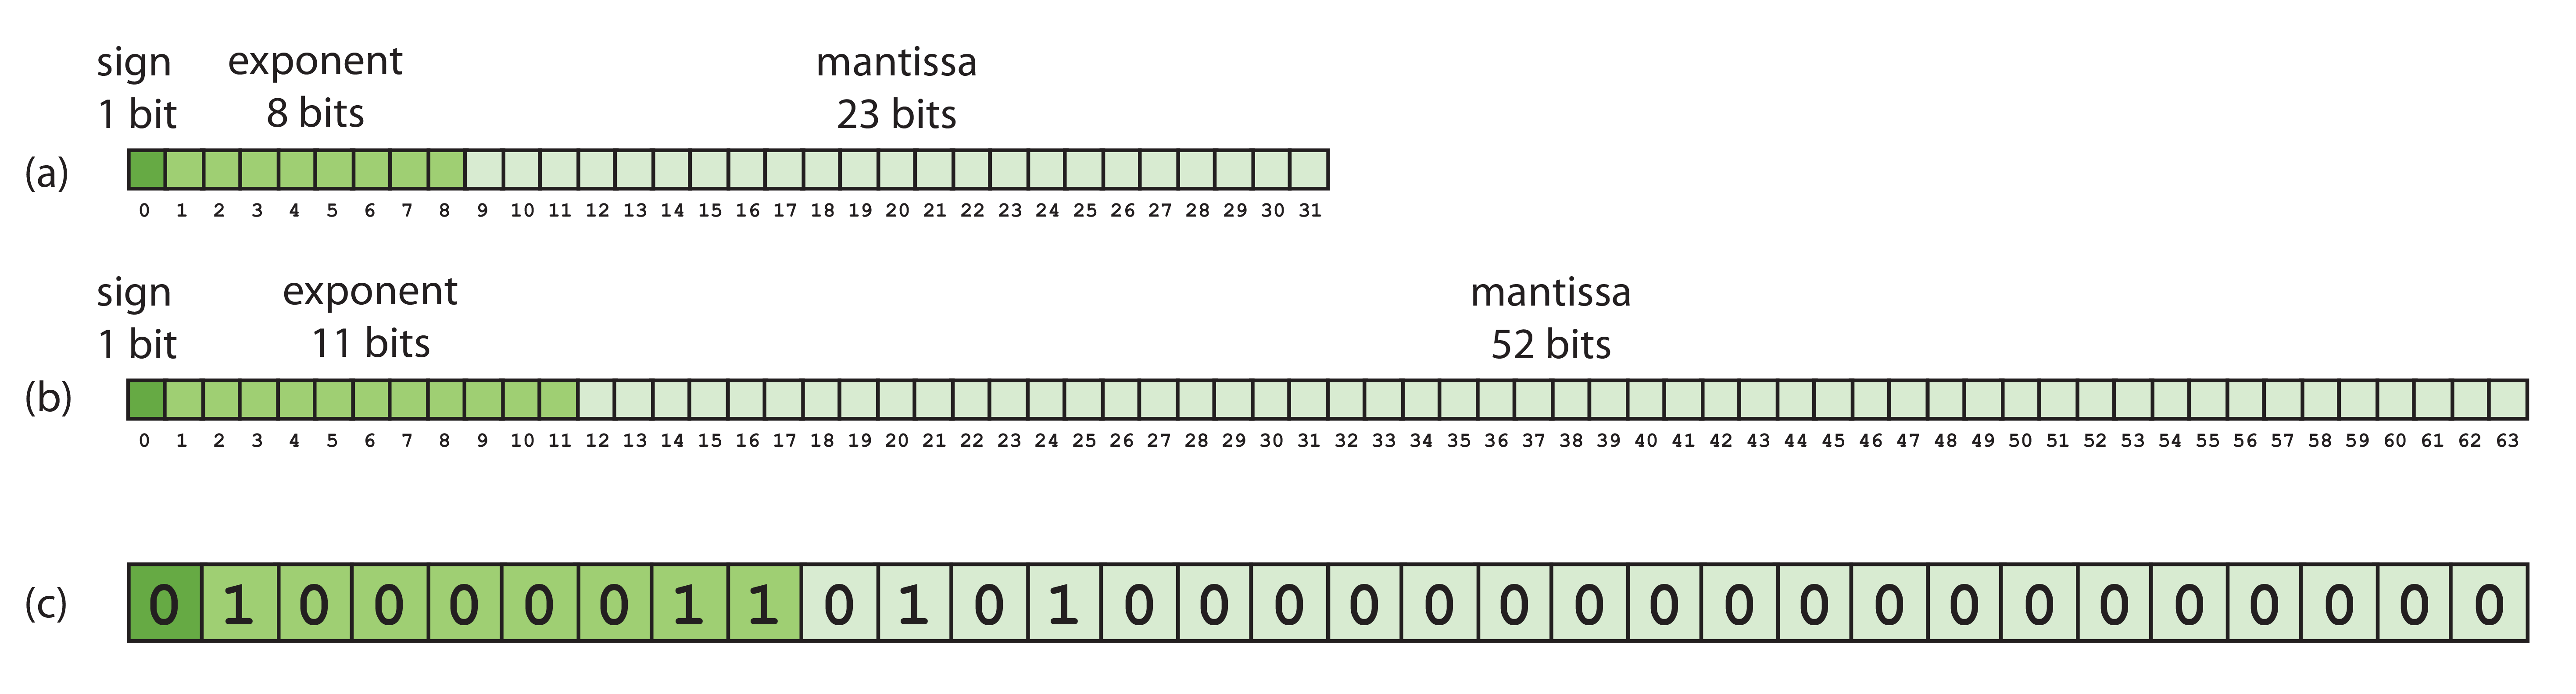 sign exponent mantissa
1 bit 8 bits 23 bits
(a)
0 1 2 3 4 5 6 7 8 9 10 11 12 13 14 15 16 17 18 19 20 21 22 23 24 25 26 27 28 29 30 31
sign exponent mantissa
1 bit 11 bits 52 bits
(b)
0 1 2 3 4 5 6 7 8 9 10 11 12 13 14 15 16 17 18 19 20 21 22 23 24 25 26 27 28 29 30 31 32 33 34 35 36 37 38 39 40 41 42 43 44 45 46 47 48 49 50 51 52 53 54 55 56 57 58 59 60 61 62 63
(c) 0 1 0 0 0 0 0 1 1 0 1 0 1 0 0 0 0 0 0 0 0 0 0 0 0 0 0 0 0 0 0 0